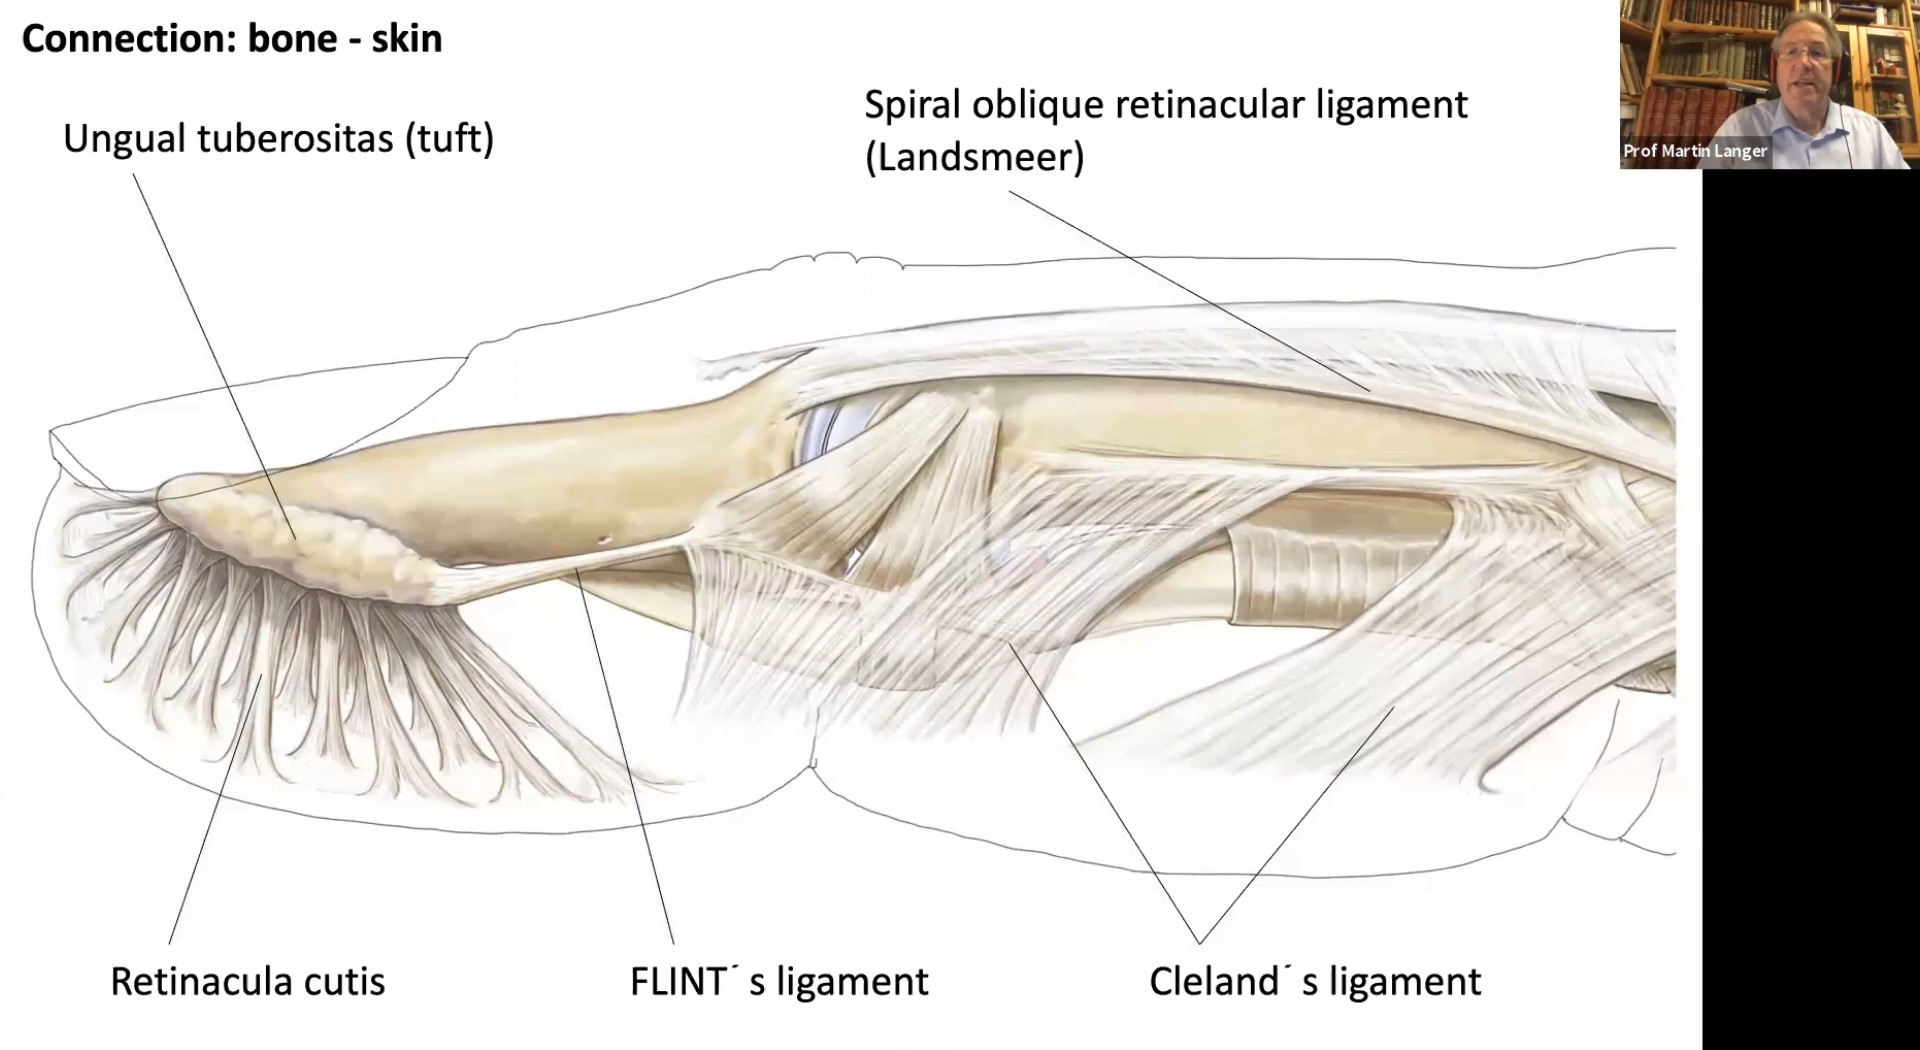 Connection: bone - skin
Ungual tuberositas (tuft)
Spiral oblique retinacular ligament
(Landsmeer)
Prof Martin Langer
Retinacula cutis
FLINT´s ligament
Cleland´s ligament